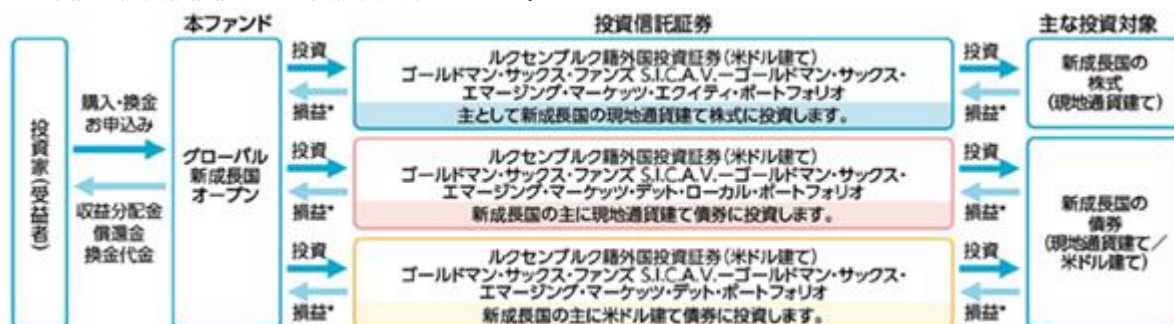 本ファンド
投資信託証券
主な投資対象
投資家(受益者)
購入・換金
お申込み
収益分配金
償還金
換金代金
グローバル
新成長国
オープン
投資
損益*
ルクセンブルク籍外国投資証券(米ドル建て)
ゴールドマン・サックス・ファンズ S.I.C.A.V.ーゴールドマン・サックス・
エマージング・マーケッツ・エクイティ・ポートフォリオ
主として新成長国の現地通貨建て株式に投資します。
投資
損益*
新成長国の
株式
(現地通貨建て)
投資
損益*
ルクセンブルク籍外国投資証券(米ドル建て)
ゴールドマン・サックス・ファンズ S.I.C.A.V.ーゴールドマン・サックス・
エマージング・マーケッツ・デット・ローカル・ポートフォリオ
新成長国の主に現地通貨建て債券に投資します。
投資
損益*
投資
損益*
ルクセンブルク籍外国投資証券(米ドル建て)
ゴールドマン・サックス・ファンズ S.I.C.A.V.ーゴールドマン・サックス・
エマージング・マーケッツ・デット・ポートフォリオ
新成長国の主に米ドル建て債券に投資します。
投資
損益*
新成長国の
債券
(現地通貨建て/
米ドル建て)